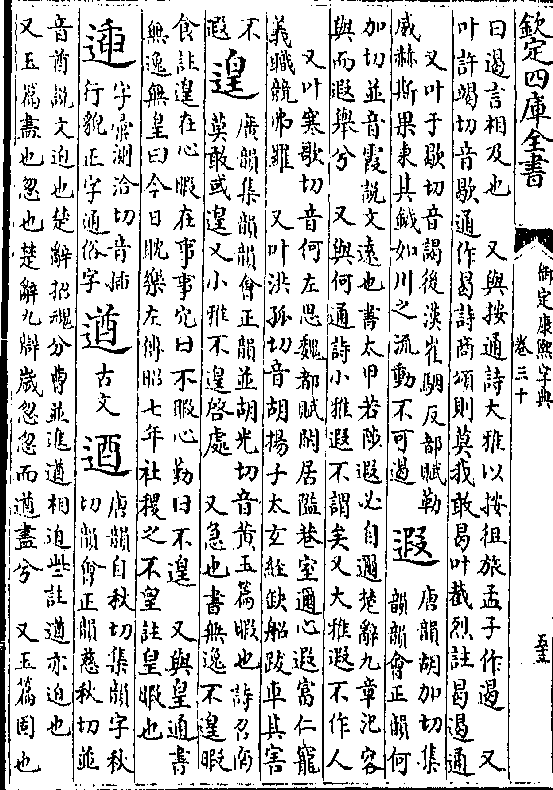 欽定四庫全書
御定康熙字典
卷三十
曰遏言相及也　又與按通詩大雅以按徂旅孟子作遏　又
叶許竭切音歇通作曷詩商頌則莫我敢曷叶截烈註曷遏通
又叶于歇切音謁後漢崔駰反都賦勒
威赫斯果秉其鉞如川之流動不可遏
遐
唐韻胡加切集
韻韻會正韻何
加切並音霞說文遠也書太甲若陟遐必自邇楚辭九章氾容
與而遐舉兮　又與何通詩小雅遐不謂矣又大雅遐不作人
又叶寒歌切音何左思魏都賦閑居隘巷室邇心遐富仁寵
義職競弗羅　又叶洪孤切音胡揚子太玄經缺船跋車其害
不
遐
遑
廣韻集韻韻會正韻並胡光切音黃玉篇暇也詩召南
莫敢或遑又小雅不遑啓處　又急也書無逸不遑暇
食註遑在心暇在事事究曰不暇心勤曰不遑　又與皇通書
無逸無皇曰今日耽樂左傳昭七年社稷之不皇註皇暇也
字彙測洽切音插
行貌正字通俗字
遒
古文
逎
唐韻自秋切集韻字秋
切韻會正韻慈秋切並
音酋說文迫也楚辭招魂分曹並進遒相迫些註遒亦迫也
又玉篇盡也忽也楚辭九辯歲忽忽而遒盡兮　又玉篇固也